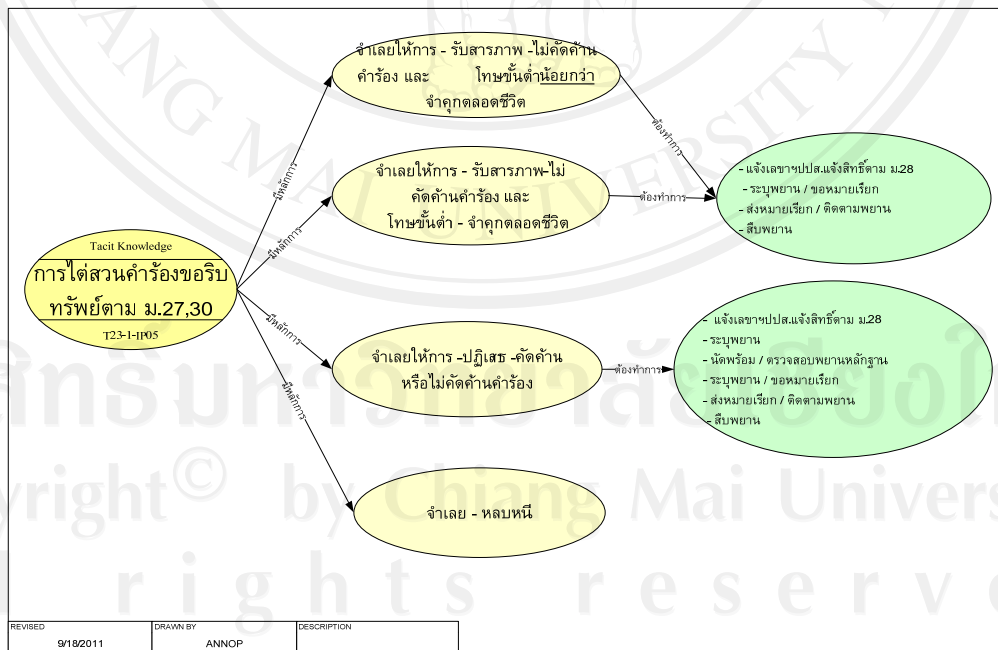 จำเลยให้การ - รับสารภาพ -ไม่คัดค้าน
คำร้อง และ โทษขั้นต่ำน้อยกว่า
จำคุกตลอดชีวิต
จำเลยให้การ - รับสารภาพ-ไม่
คัดค้านคำร้อง และ
โทษขั้นต่ำ - จำคุกตลอดชีวิต
Tacit Knowledge
การไต่สวนคำร้องขอริบ
ทรัพย์ตาม ม.27,30
T23-1-IP05
จำเลยให้การ -ปฏิเสธ -คัดค้าน
หรือไม่คัดค้านคำร้อง
จำเลย - หลบหนี
มีหลักการ
มีหลักการ
มีหลักการ
มีหลักการ
ต้องทำการ
ต้องทำการ
ต้องทำการ
- แจ้งเลขาฯปปส.แจ้งสิทธิ์ตาม ม.28
- ระบุพยาน / ขอหมายเรียก
- ส่งหมายเรียก / ติดตามพยาน
- สืบพยาน
- แจ้งเลขาฯปปส.แจ้งสิทธิ์ตาม ม.28
- ระบุพยาน
- นัดพร้อม / ตรวจสอบพยานหลักฐาน
- ระบุพยาน / ขอหมายเรียก
- ส่งหมายเรียก / ติดตามพยาน
- สืบพยาน
REVISED
9/18/2011
DRAWN BY
ANNOP
DESCRIPTION
ANG MAI UNIVERSITY
yright © by Chiang Mai Univers
rights reserve